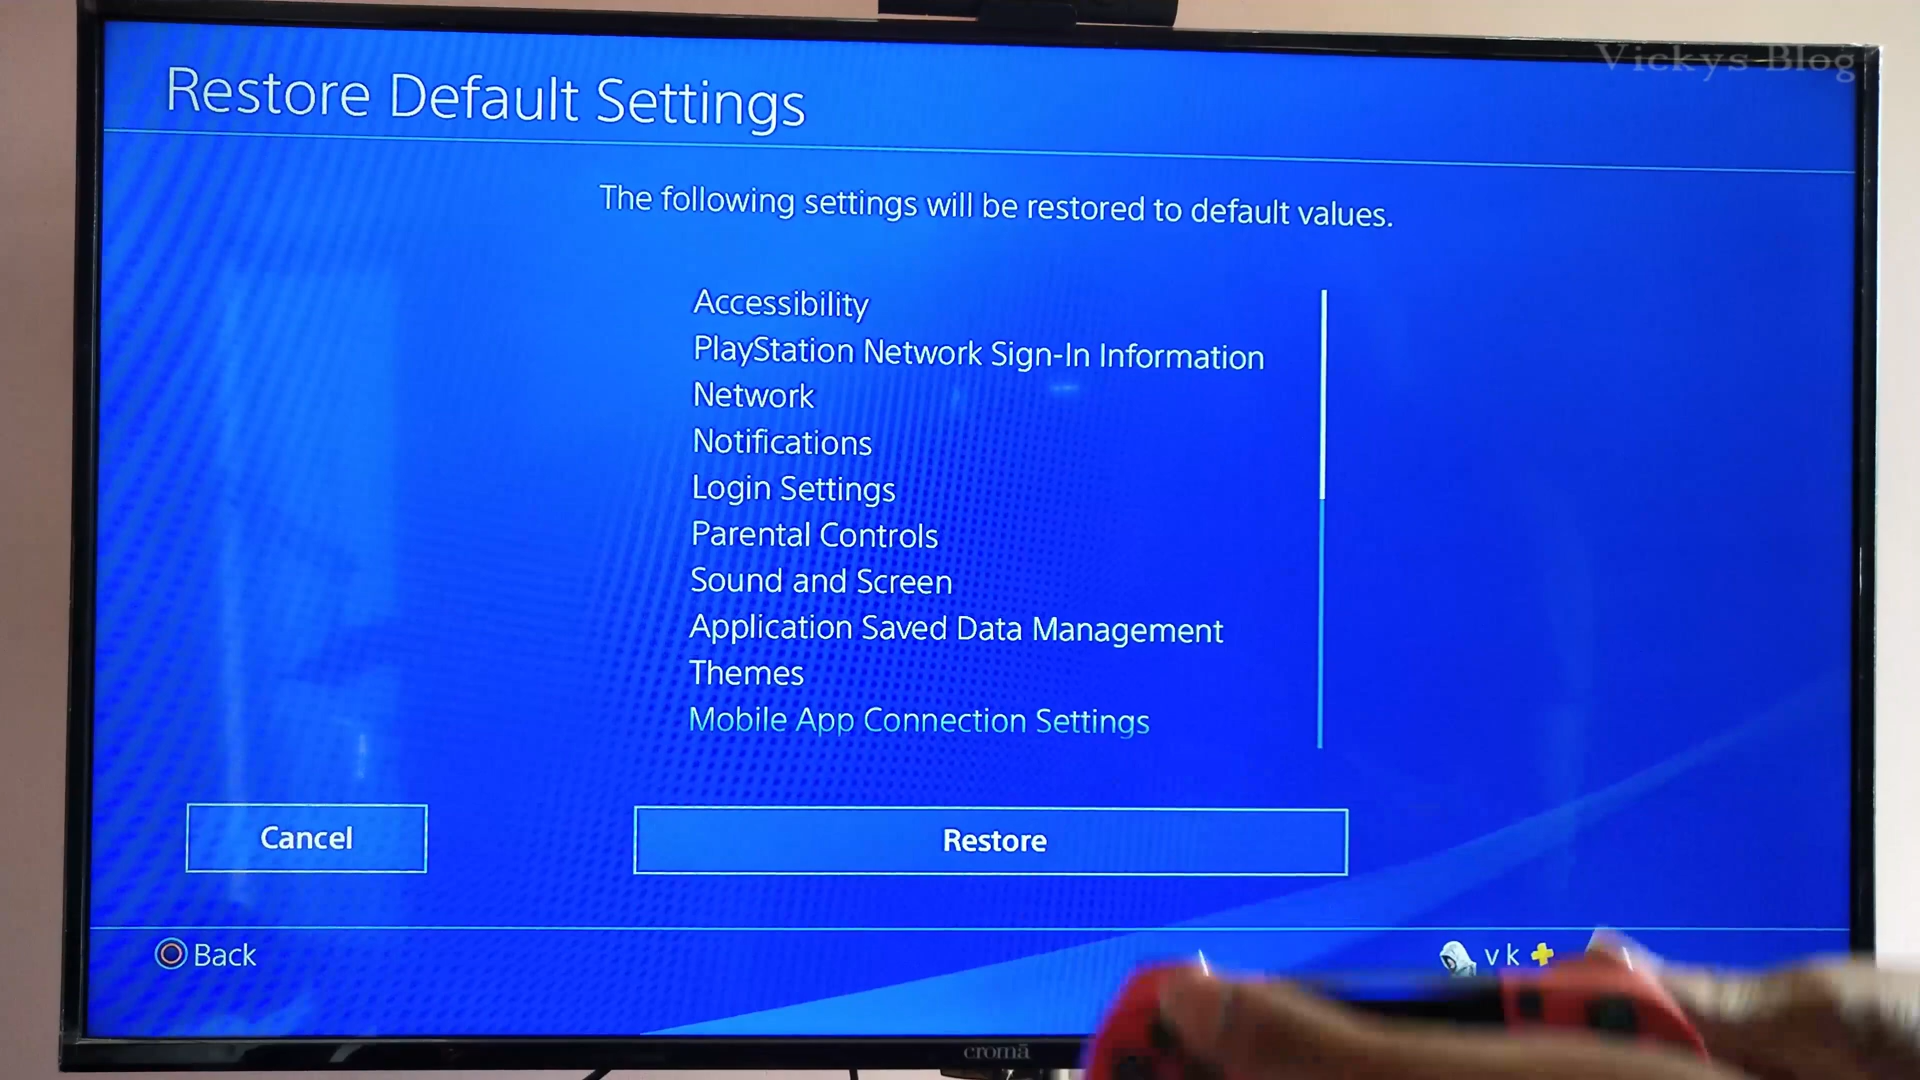 Vickys Blog
Restore Default Settings
The following settings will be restored to default values.
Accessibility
PlayStation Network Sign-In Information
Network
Notifications
Login Settings
Parental Controls
Sound and Screen
Application Saved Data Management
Themes
Mobile App Connection Settings
Cancel
Restore
Back
vk
cromā